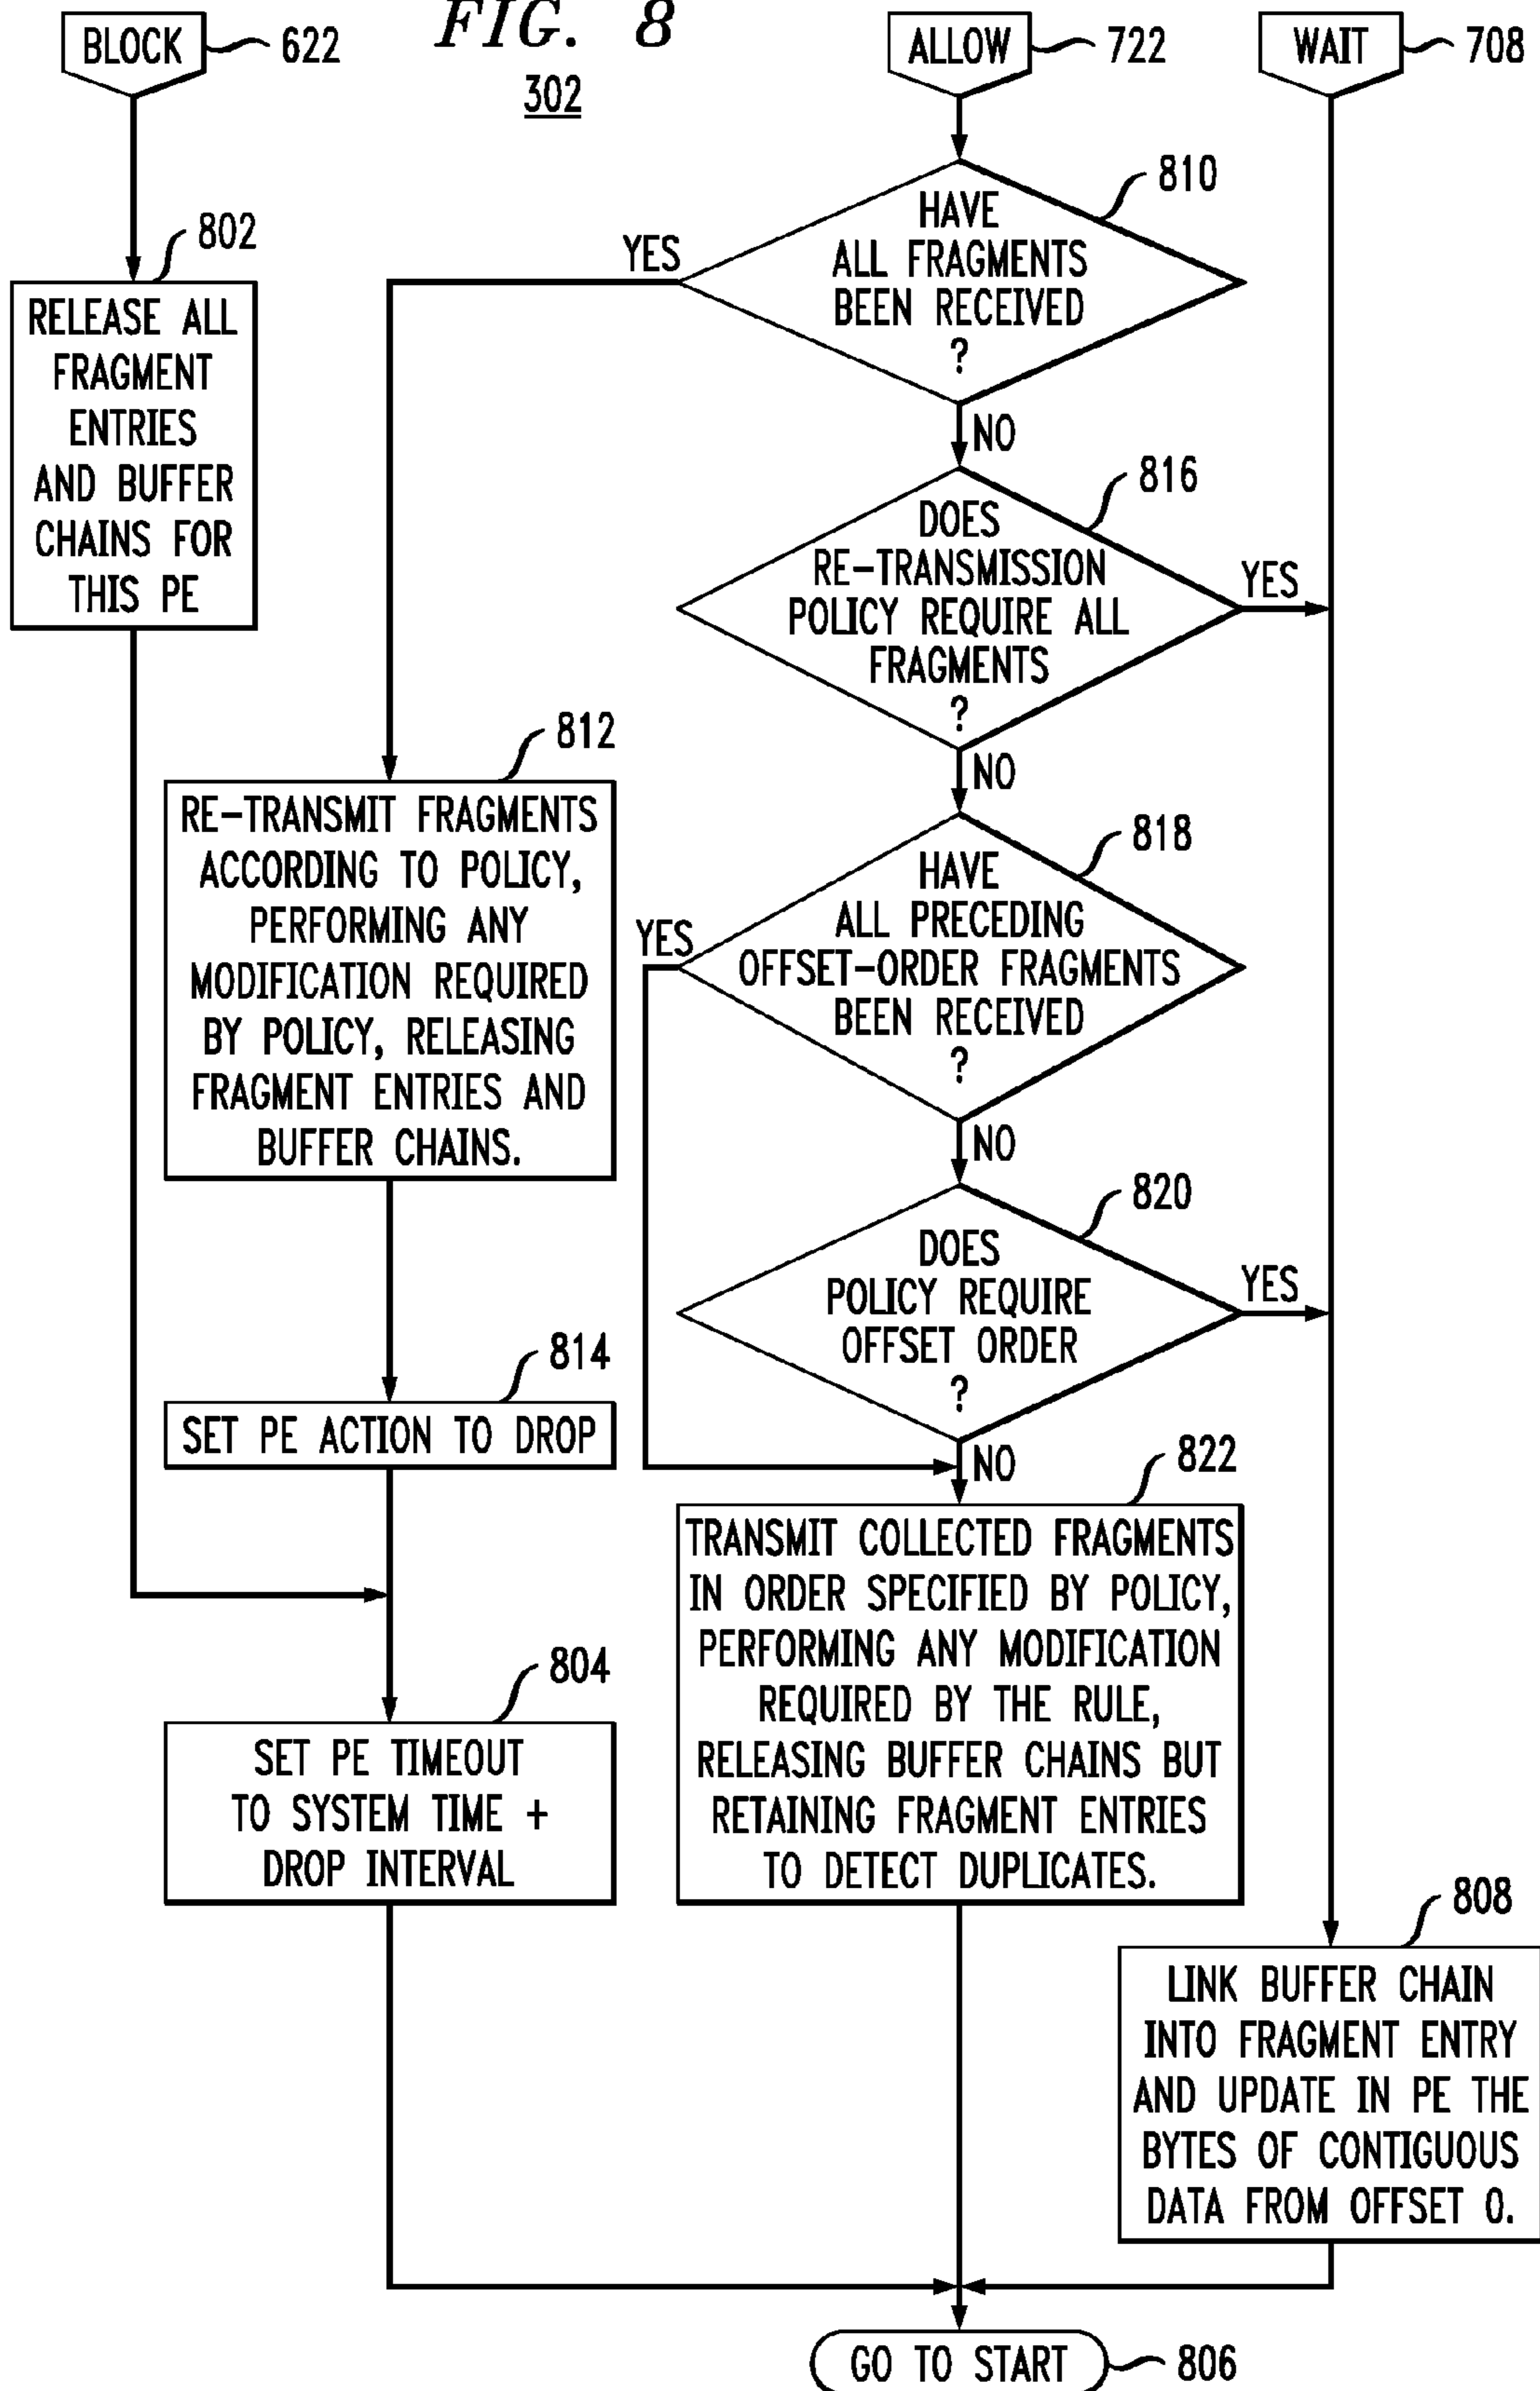 FIG. 8
302
BLOCK
622
ALLOW
722
WAIT
708
802
RELEASE ALL
FRAGMENT
ENTRIES
AND BUFFER
CHAINS FOR
THIS PE
810
HAVE
ALL FRAGMENTS
BEEN RECEIVED
?
YES
NO
816
DOES
RE-TRANSMISSION
POLICY REQUIRE ALL
FRAGMENTS
?
YES
NO
812
RE-TRANSMIT FRAGMENTS
ACCORDING TO POLICY,
PERFORMING ANY
MODIFICATION REQUIRED
BY POLICY, RELEASING
FRAGMENT ENTRIES AND
BUFFER CHAINS.
818
HAVE
ALL PRECEDING
OFFSET-ORDER FRAGMENTS
BEEN RECEIVED
?
YES
NO
820
DOES
POLICY REQUIRE
OFFSET ORDER
?
YES
NO
814
SET PE ACTION TO DROP
822
TRANSMIT COLLECTED FRAGMENTS
IN ORDER SPECIFIED BY POLICY,
PERFORMING ANY MODIFICATION
REQUIRED BY THE RULE,
RELEASING BUFFER CHAINS BUT
RETAINING FRAGMENT ENTRIES
TO DETECT DUPLICATES.
804
SET PE TIMEOUT
TO SYSTEM TIME +
DROP INTERVAL
808
LINK BUFFER CHAIN
INTO FRAGMENT ENTRY
AND UPDATE IN PE THE
BYTES OF CONTIGUOUS
DATA FROM OFFSET 0.
GO TO START
806